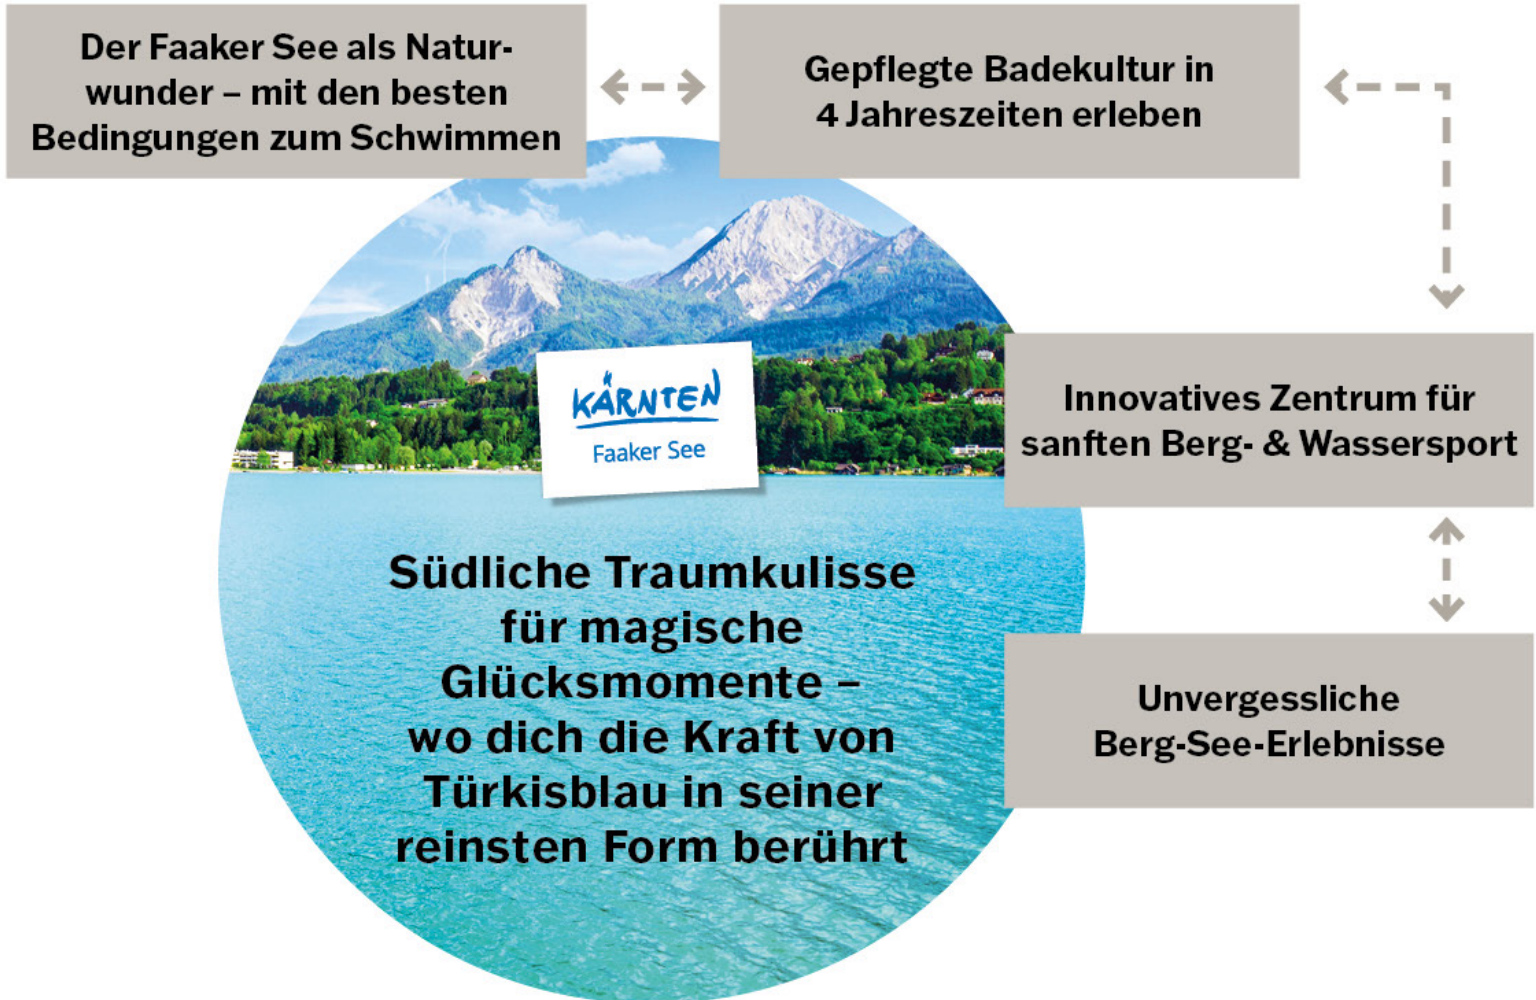 Der Faaker See als Natur-
wunder – mit den besten
Bedingungen zum Schwimmen
Gepflegte Badekultur in
4 Jahreszeiten erleben
Innovatives Zentrum für
sanften Berg- & Wassersport
Unvergessliche
Berg-See-Erlebnisse
KÄRNTEN
Faaker See
Südliche Traumkulisse
für magische
Glücksmomente –
wo dich die Kraft von
Türkisblau in seiner
reinsten Form berührt